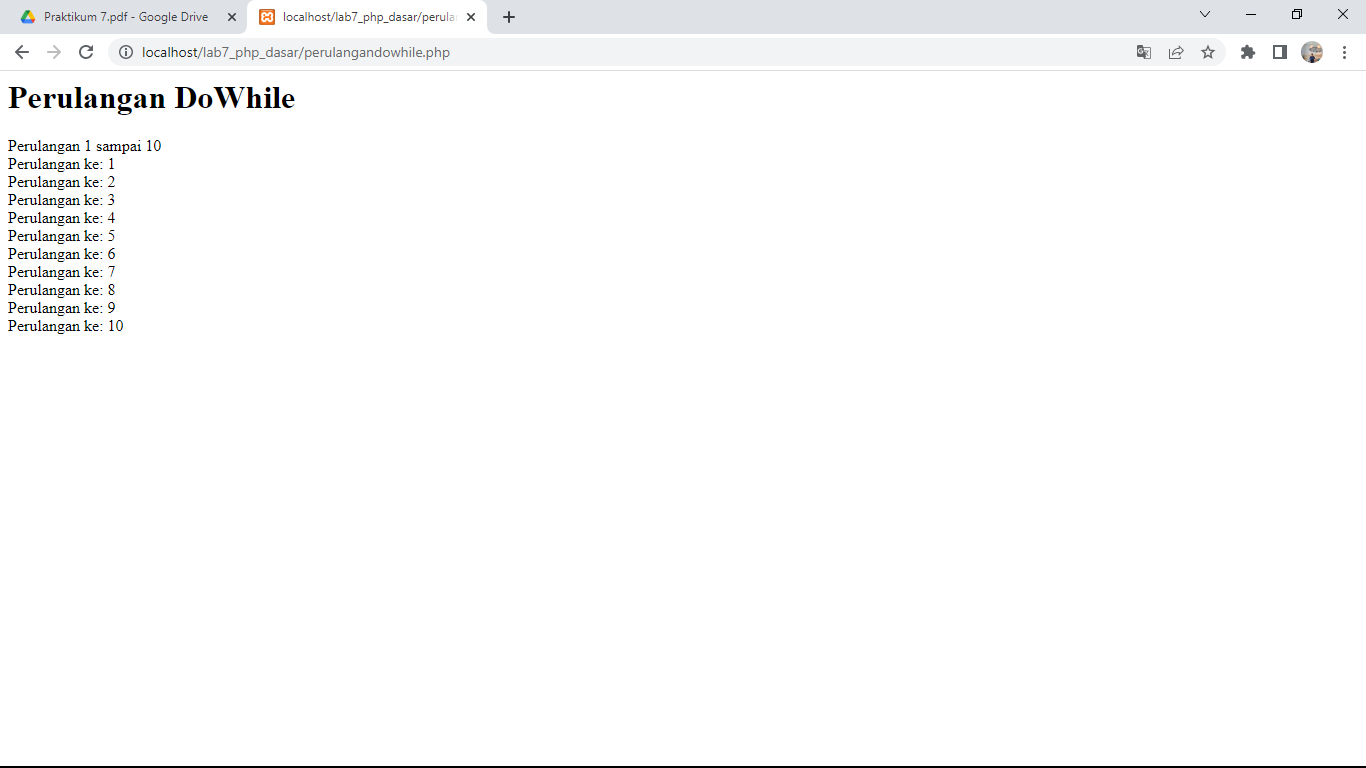 Praktikum 7.pdf - Google Drive
localhost/lab7_php_dasar/perula
localhost/lab7_php_dasar/perulangandowhile.php
Perulangan DoWhile
Perulangan 1 sampai 10
Perulangan ke: 1
Perulangan ke: 2
Perulangan ke: 3
Perulangan ke: 4
Perulangan ke: 5
Perulangan ke: 6
Perulangan ke: 7
Perulangan ke: 8
Perulangan ke: 9
Perulangan ke: 10